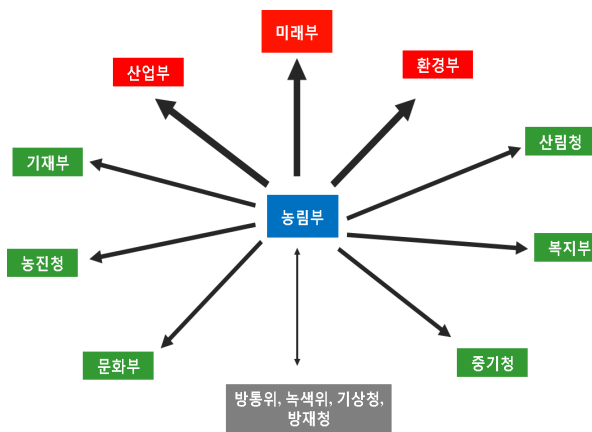 미래부
산업부
환경부
기재부
산림청
농림부
농진청
복지부
문화부
중기청
방통위, 녹색위, 기상청,
방재청